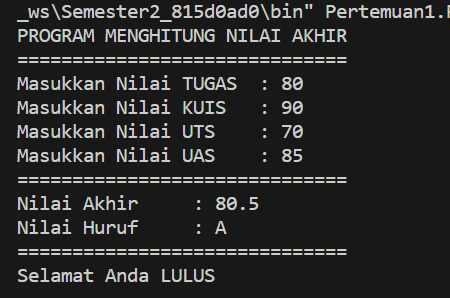 _ws\Semester2_815d0ad0\bin" Pertemuan1.
PROGRAM MENGHITUNG NILAI AKHIR
==============================
Masukkan Nilai TUGAS  : 80
Masukkan Nilai KUIS   : 90
Masukkan Nilai UTS    : 70
Masukkan Nilai UAS    : 85
==============================
Nilai Akhir     : 80.5
Nilai Huruf     : A
==============================
Selamat Anda LULUS